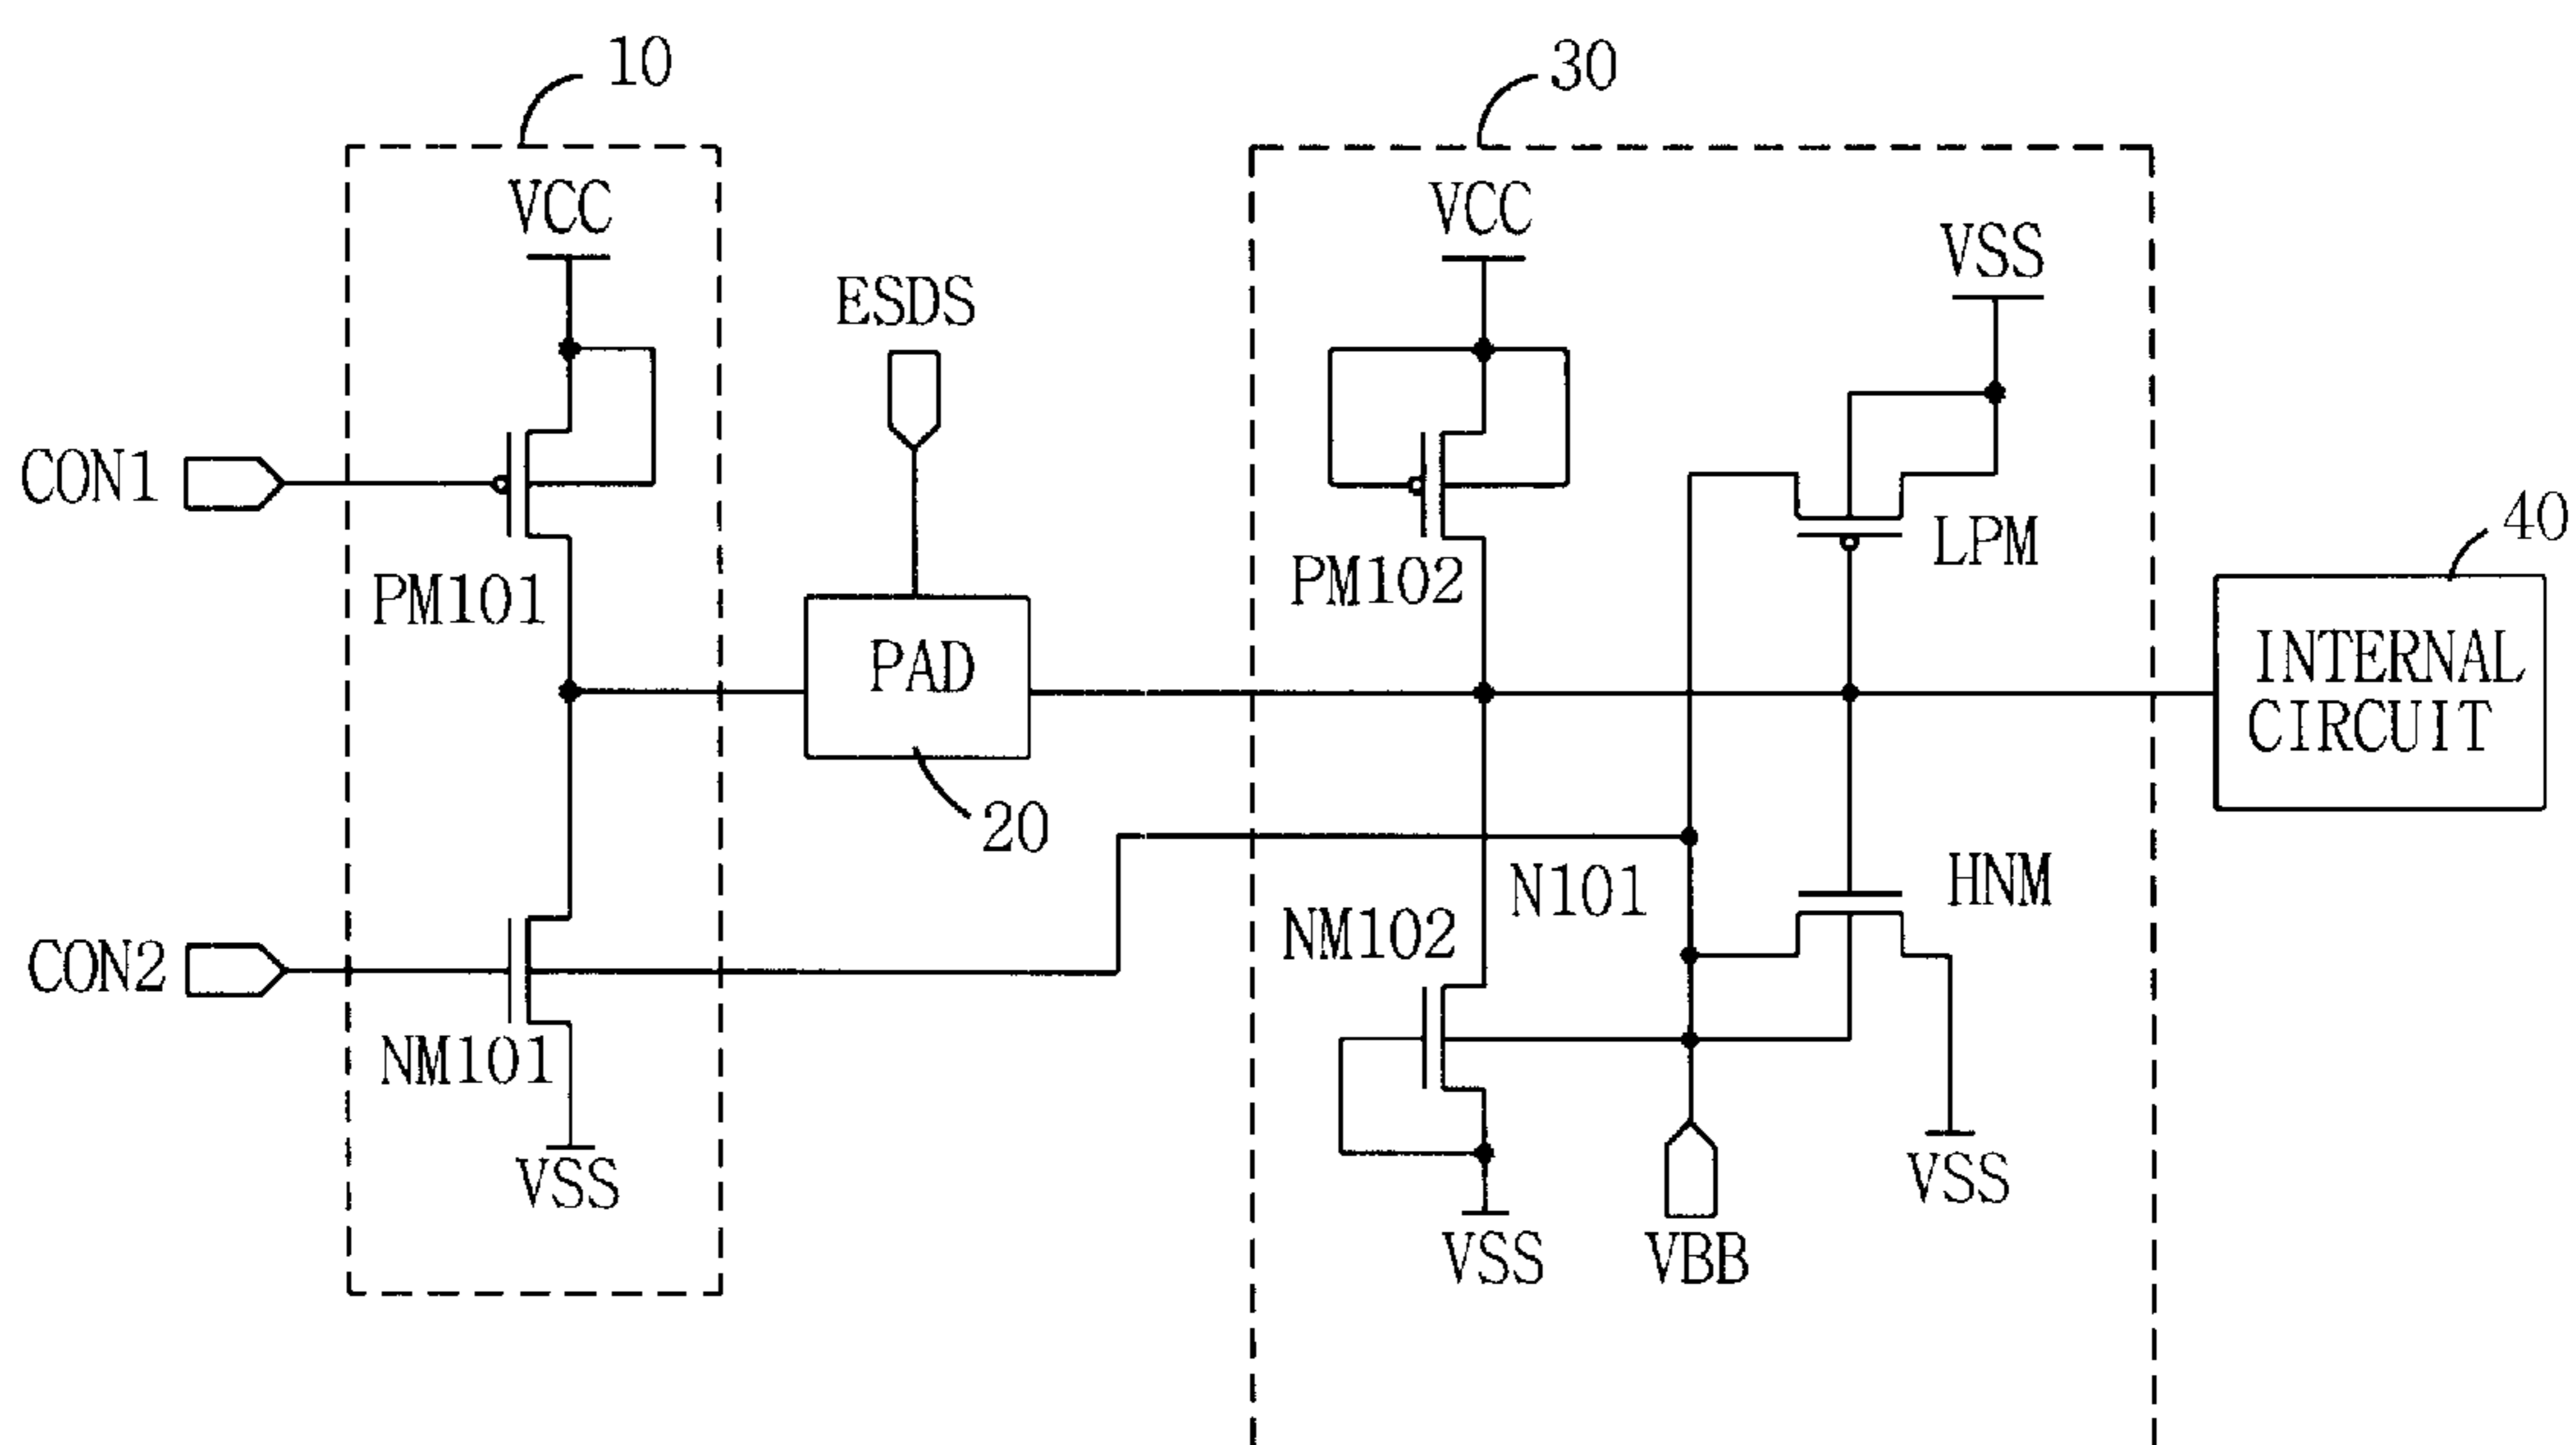 10
30
VCC
VCC
VSS
ESDS
CON1
LPM
40
PM101
PM102
PAD
INTERNAL
CIRCUIT
20
N101
HNM
NM102
CON2
NM101
VSS
VSS
VSS
VBB